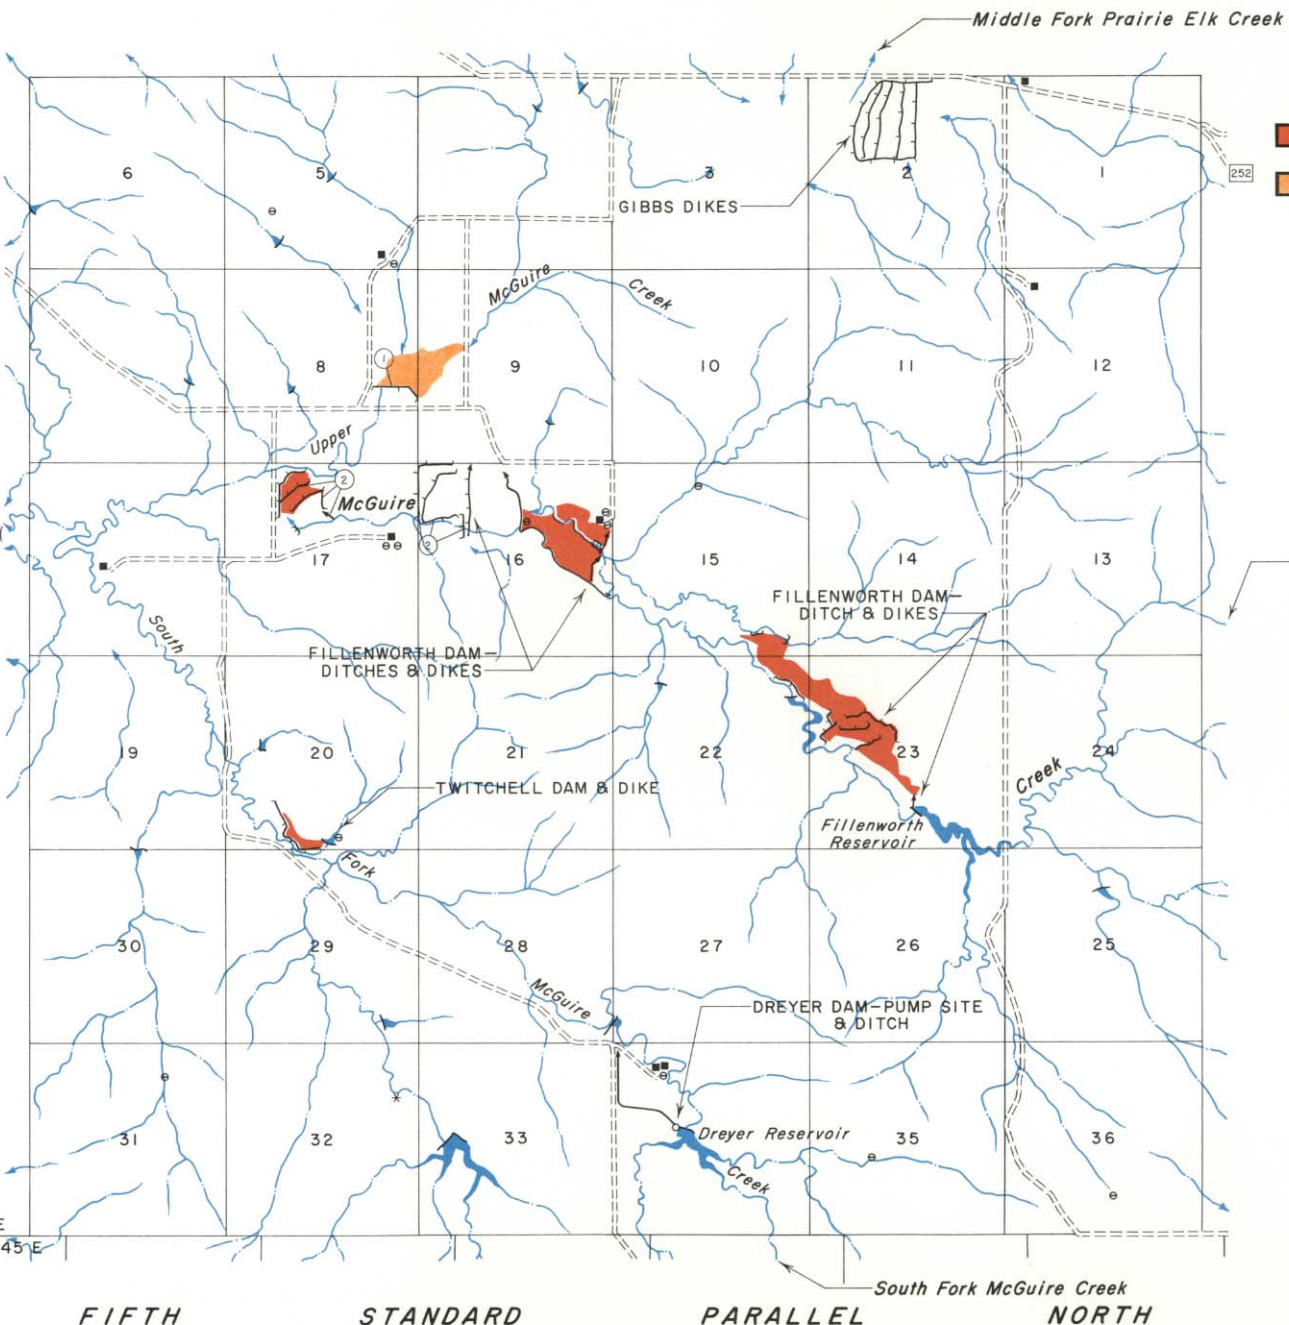 Middle Fork Prairie Elk Creek
6
5
3
2
1
252
GIBBS DIKES
McGuire
Creek
1
8
9
10
11
12
Upper
2
McGuire
2
17
16
15
14
13
FILLENWORTH DAM-
DITCH & DIKES
South
FILLENWORTH DAM-
DITCHES & DIKES
19
20
21
22
23
24
Creek
TWITCHELL DAM & DIKE
Fillenworth
Reservoir
Fork
30
29
28
27
26
25
McGuire
DREYER DAM-PUMP SITE
& DITCH
31
32
33
Dreyer Reservoir
35
36
Creek
E
45 E
South Fork McGuire Creek
FIFTH STANDARD PARALLEL NORTH